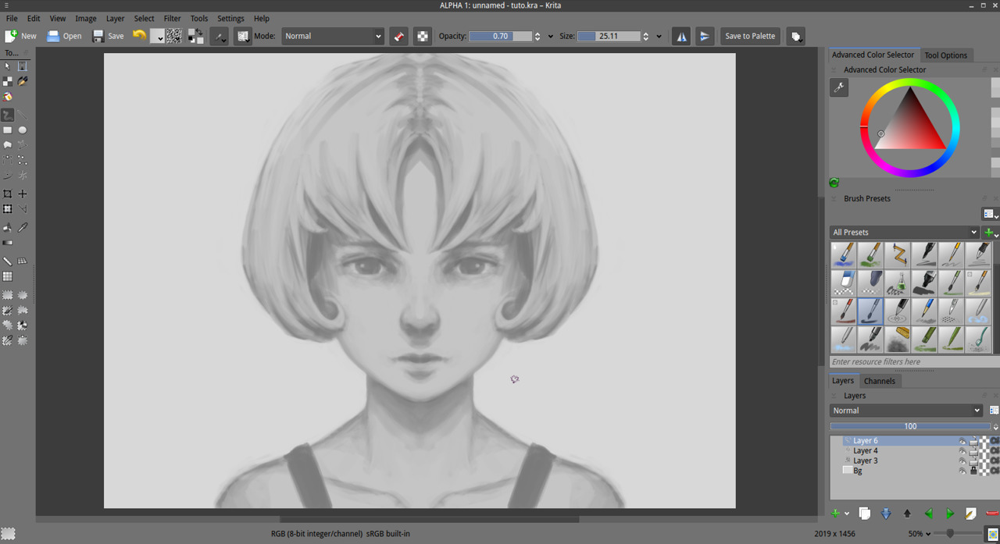 ALPHA 1: unnamed - tuto.kra – Krita
File Edit View Image Layer Select Filter Tools Settings Help
New Open Save Mode: Normal Opacity: 0.70 Size: 25.11 Save to Palette
To...
Advanced Color Selector Tool Options
Advanced Color Selector
Brush Presets
All Presets
Enter resource filters here
Layers Channels
Layers
Normal
100
Layer 6
Layer 4
Layer 3
Bg
RGB (8-bit integer/channel) sRGB built-in 2019 x 1456 50%